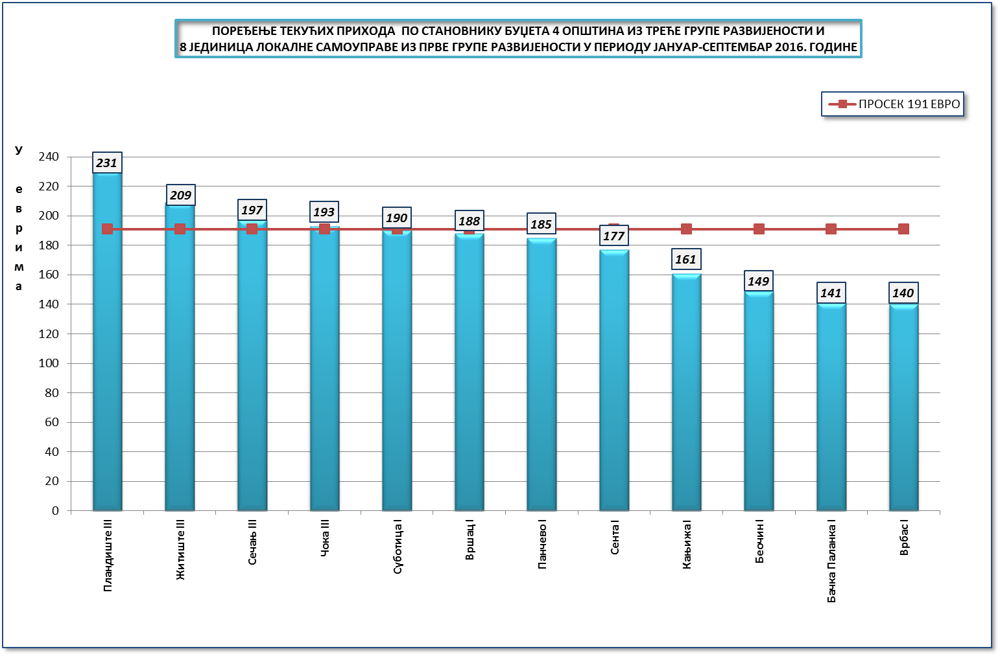 ПОРЕЂЕЊЕ ТЕКУЋИХ ПРИХОДА ПО СТАНОВНИКУ БУЏЕТА 4 ОПШТИНА ИЗ ТРЕЋЕ ГРУПЕ РАЗВИЈЕНОСТИ И
8 ЈЕДИНИЦА ЛОКАЛНЕ САМОУПРАВЕ ИЗ ПРВЕ ГРУПЕ РАЗВИЈЕНОСТИ У ПЕРИОДУ ЈАНУАР-СЕПТЕМБАР 2016. ГОДИНЕ
ПРОСЕК 191 ЕВРО
У еврима
240
220
200
180
160
140
120
100
80
60
40
20
0
231
209
197
193
190
188
185
177
161
149
141
140
Пландиште III
Житиште III
Сечањ III
Чока III
Суботица I
Вршац I
Панчево I
Сента I
Кањижа I
Беочин I
Бачка Паланка I
Врбас I